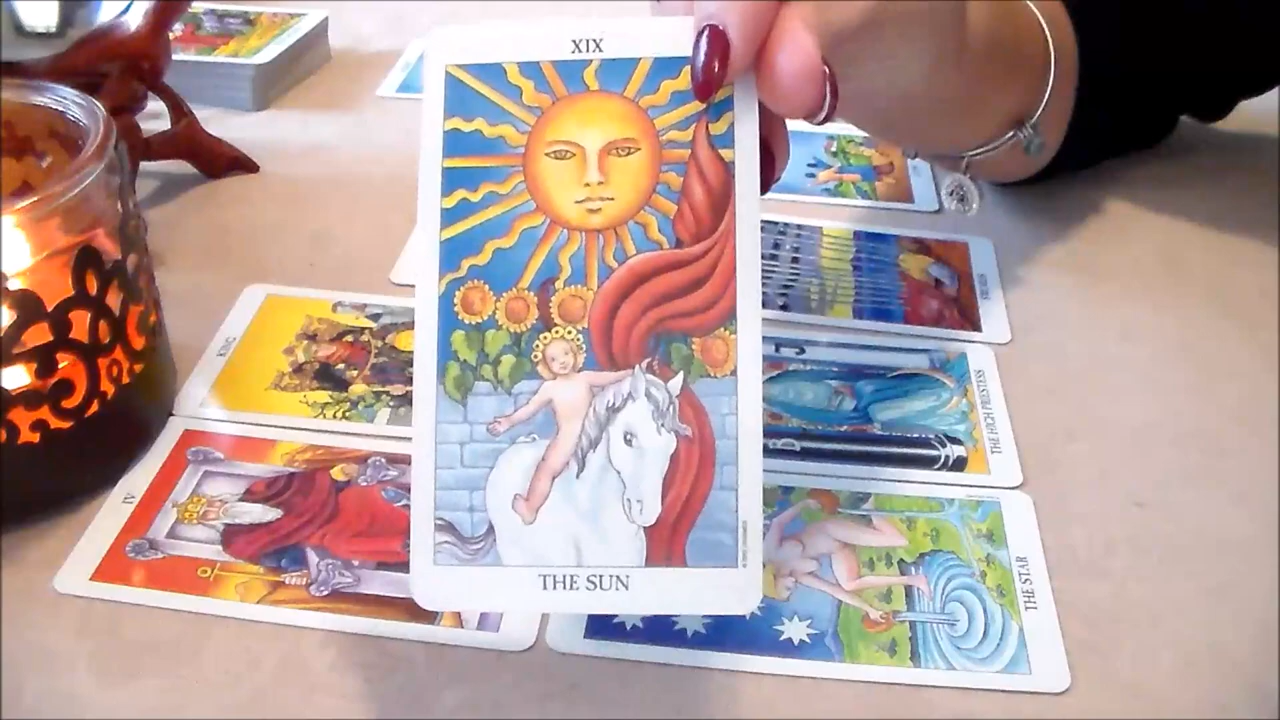 XIX
THE SUN
KING
IV
THE HIGH PRIESTESS
THE STAR